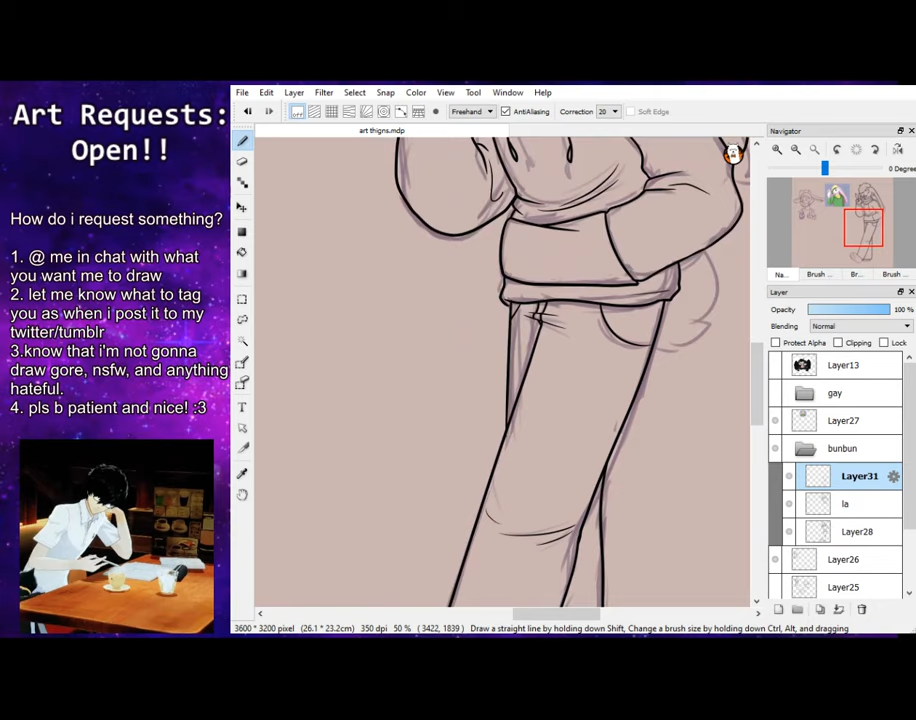 Art Requests:
Open!!
How do i request something?
1. @ me in chat with what
you want me to draw
2. let me know what to tag
you as when i post it to my
twitter/tumblr
3.know that i'm not gonna
draw gore, nsfw, and anything
hateful.
4. pls b patient and nice! :3
File Edit Layer Filter Select Snap Color View Tool Window Help
off Freehand AntiAliasing Correction 20 Soft Edge
art thigns.mdp
Navigator
0 Degree
Na... Brush ... Br... Brush ...
Layer
Opacity 100 %
Blending Normal
Protect Alpha Clipping Lock
Layer13
gay
Layer27
bunbun
Layer31
la
Layer28
Layer26
Layer25
3600 * 3200 pixel (26.1 * 23.2cm) 350 dpi 50 % ( 3422, 1839 ) Draw a straight line by holding down Shift, Change a brush size by holding down Ctrl, Alt, and dragging